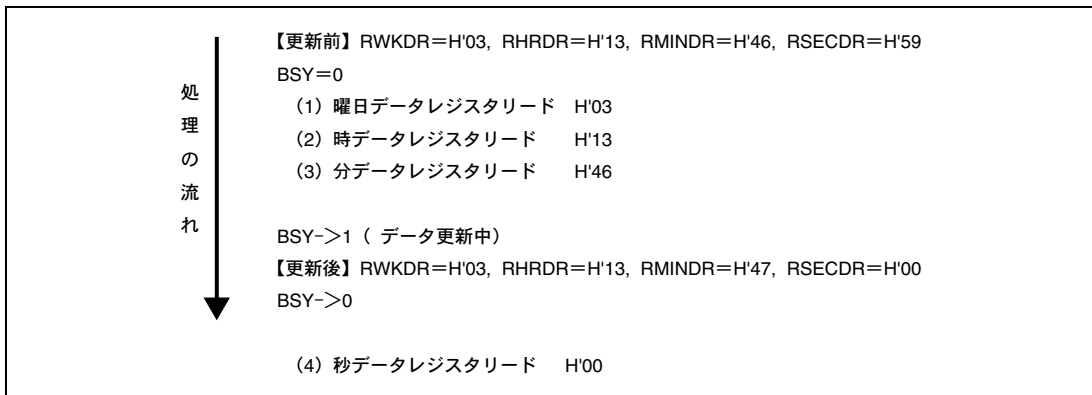 処理の流れ
【更新前】RWKDR＝H'03, RHRDR＝H'13, RMINDR＝H'46, RSECDR＝H'59
BSY＝0
（1）曜日データレジスタリード　H'03
（2）時データレジスタリード　H'13
（3）分データレジスタリード　H'46
BSY->1（ データ更新中）
【更新後】RWKDR＝H'03, RHRDR＝H'13, RMINDR＝H'47, RSECDR＝H'00
BSY->0
（4）秒データレジスタリード　H'00